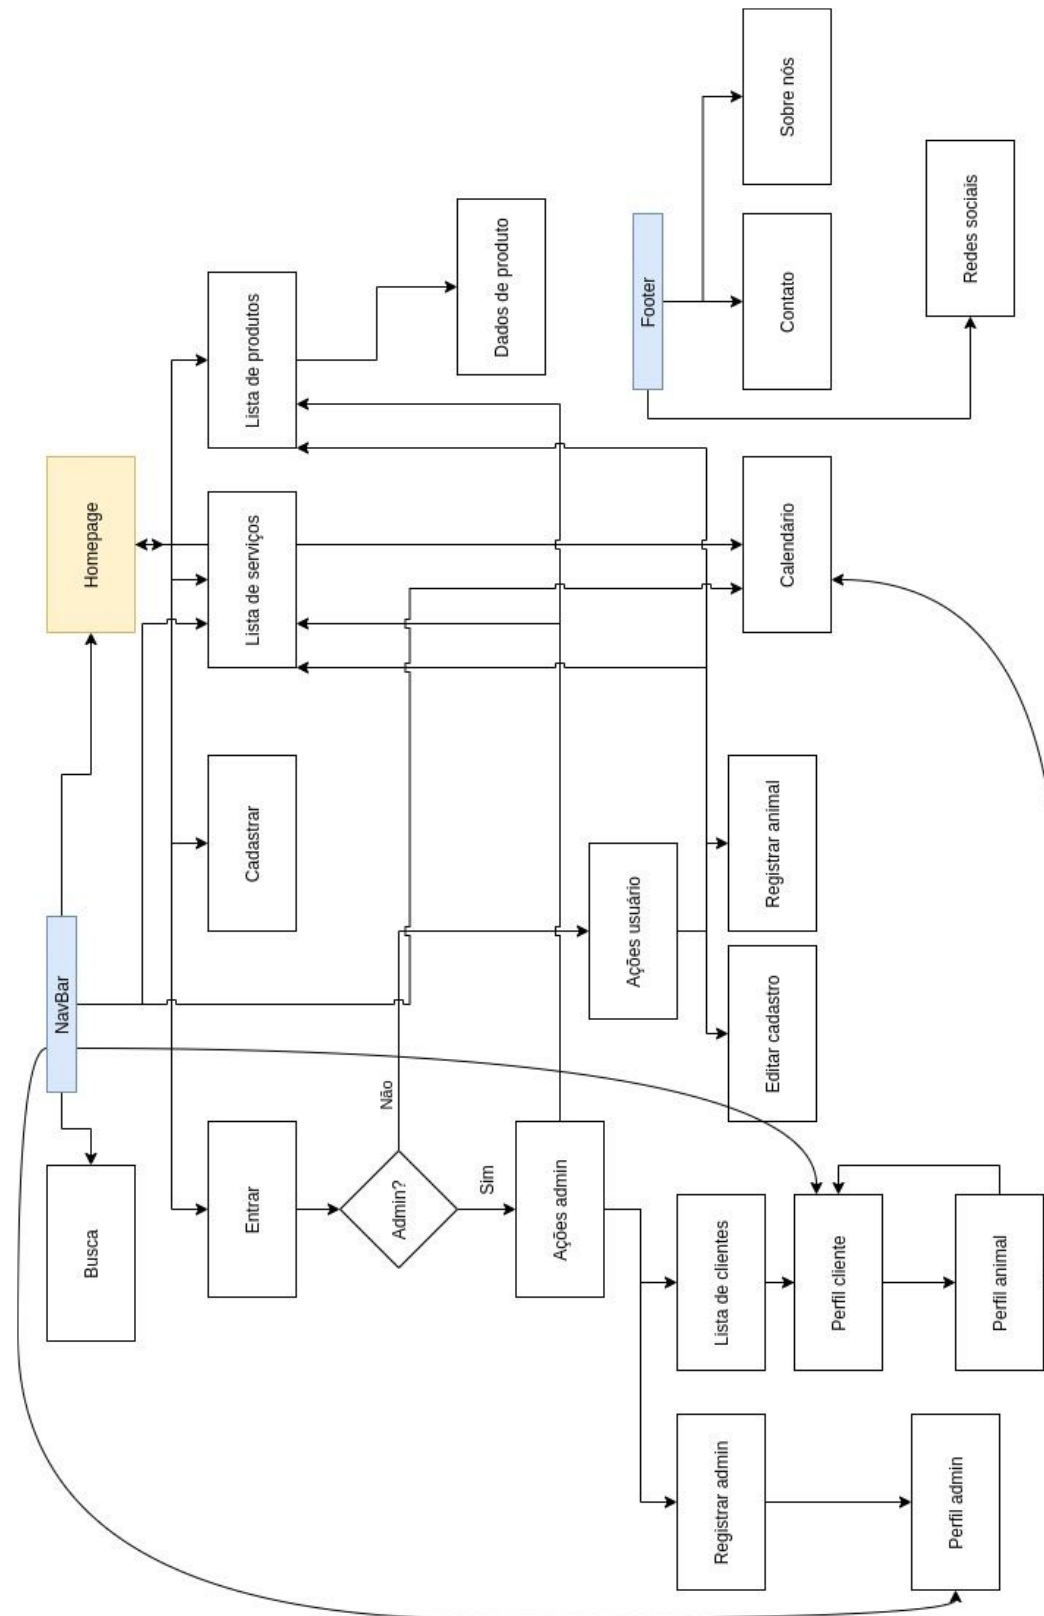 Busca
NavBar
Homepage
Entrar
Cadastrar
Lista de serviços
Lista de produtos
Admin?
Não
Sim
Dados de produto
Ações admin
Ações usuário
Footer
Registrar admin
Lista de clientes
Editar cadastro
Registrar animal
Calendário
Contato
Sobre nós
Perfil cliente
Perfil admin
Perfil animal
Redes sociais